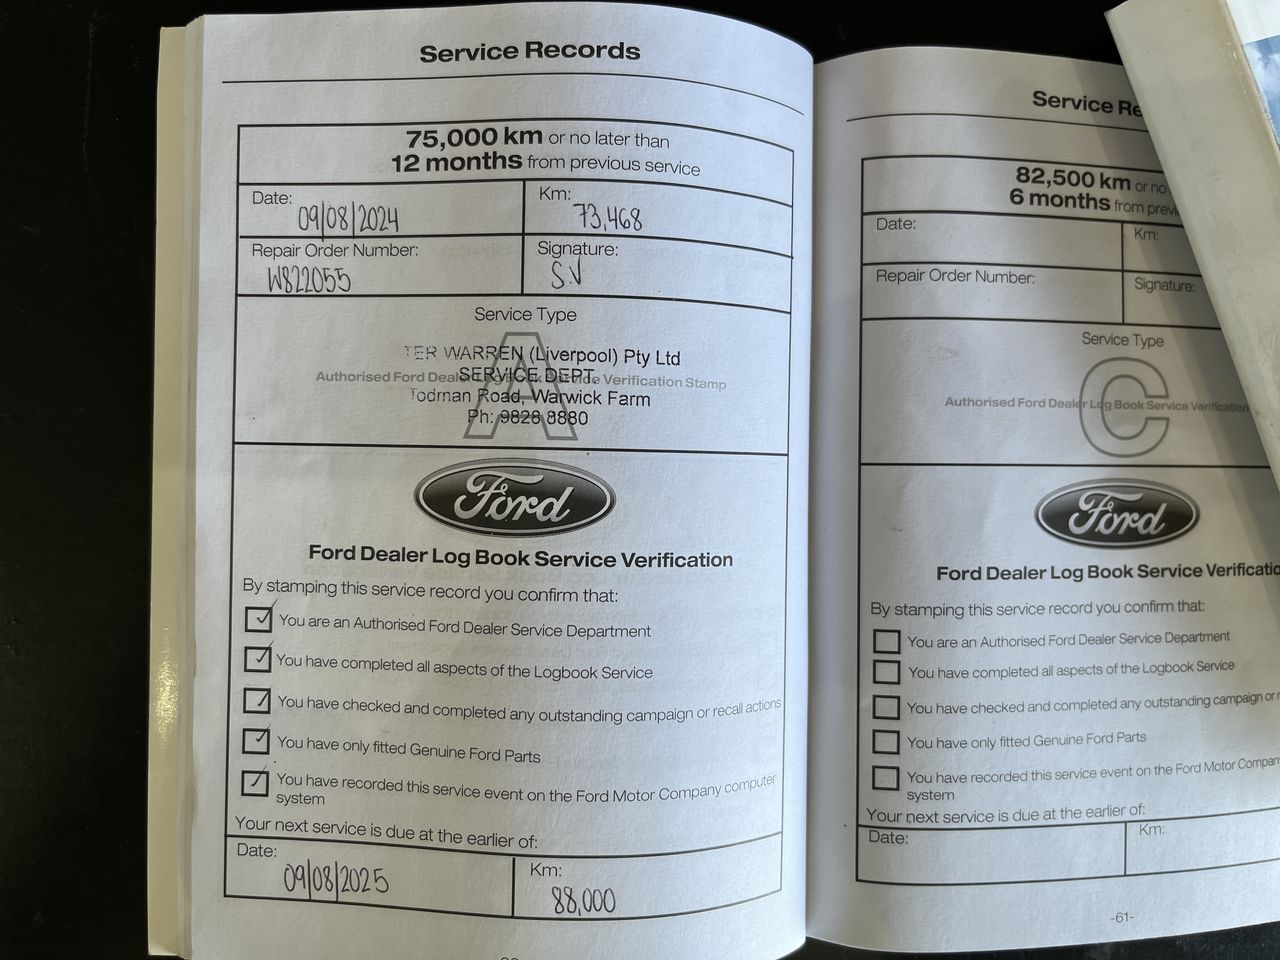 Service Records
75,000 km or no later than
12 months from previous service
Date:
09/08/2024
Km:
73,468
Repair Order Number:
W822055
Signature:
S.V
Service Type
A
TER WARREN (Liverpool) Pty Ltd
Authorised Ford Dealer Log Book Service Verification Stamp
SERVICE DEPT.
Road, Warwick Farm
Ph: 9828 8880
Ford
Ford Dealer Log Book Service Verification
By stamping this service record you confirm that:
You are an Authorised Ford Dealer Service Department
You have completed all aspects of the Logbook Service
You have checked and completed any outstanding campaign or recall actions
You have only fitted Genuine Ford Parts
You have recorded this service event on the Ford Motor Company computer
system
Your next service is due at the earlier of:
Date:
09/08/2025
Km:
88,000
Service Re
82,500 km or no
6 months from previ
Date:
Km:
Repair Order Number:
Signature:
Service Type
C
Authorised Ford Dealer Log Book Service Verification
Ford
Ford Dealer Log Book Service Verificatio
By stamping this service record you confirm that:
You are an Authorised Ford Dealer Service Department
You have completed all aspects of the Logbook Service
You have checked and completed any outstanding campaign or r
You have only fitted Genuine Ford Parts
You have recorded this service event on the Ford Motor Compan
system
Your next service is due at the earlier of:
Date:
Km:
-61-